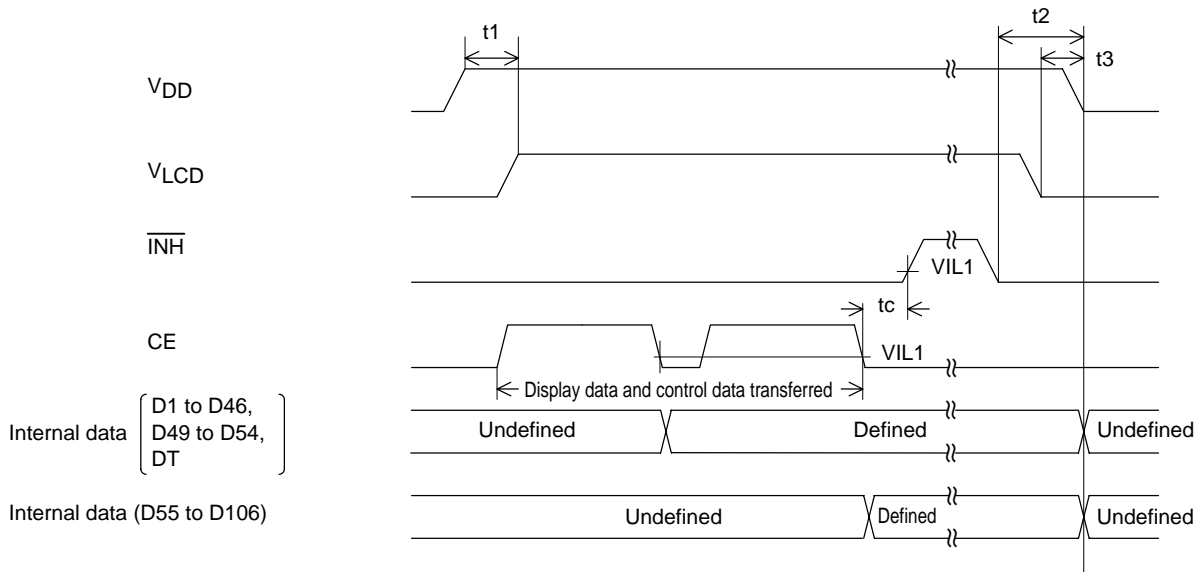 t1
t2
t3
VDD
VLCD
INH
VIL1
tc
CE
VIL1
Display data and control data transferred
Internal data
D1 to D46,
D49 to D54,
DT
Undefined
Defined
Undefined
Internal data (D55 to D106)
Undefined
Defined
Undefined